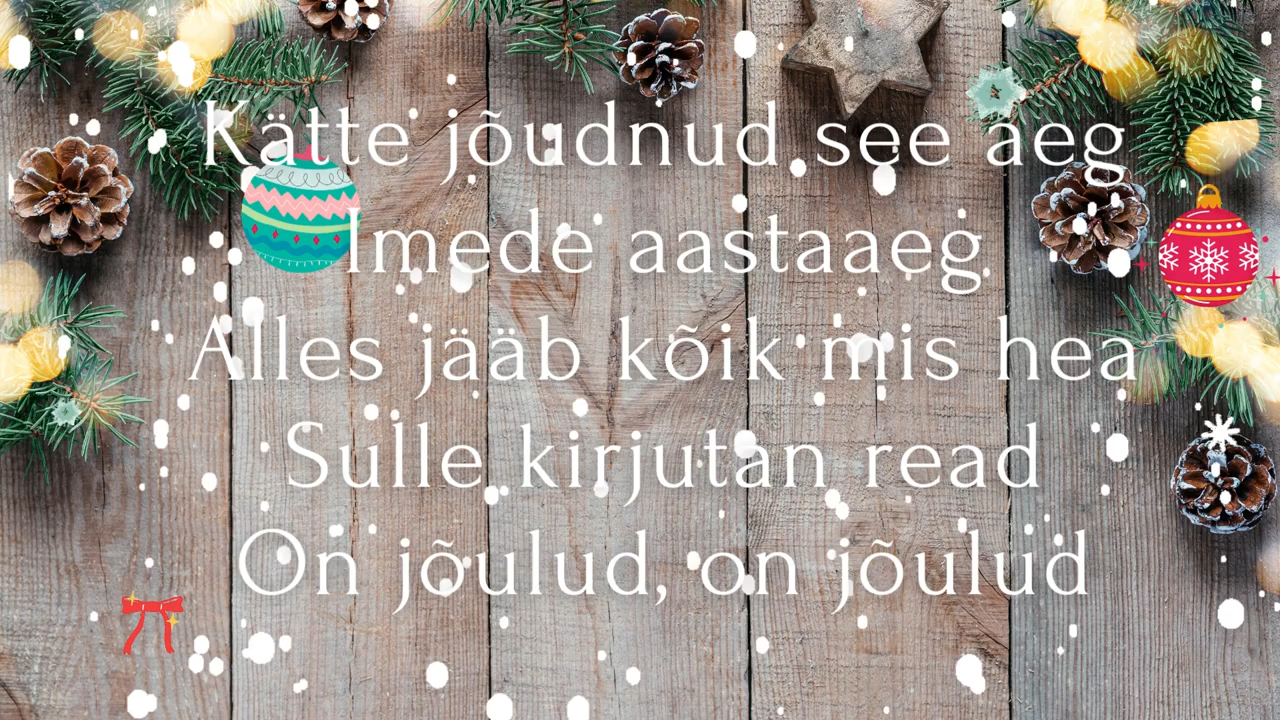 Kätte jõudnud see aeg
Imede aastaaeg
Alles jääb kõik mis hea
Sulle kirjutan read
On jõulud, on jõulud